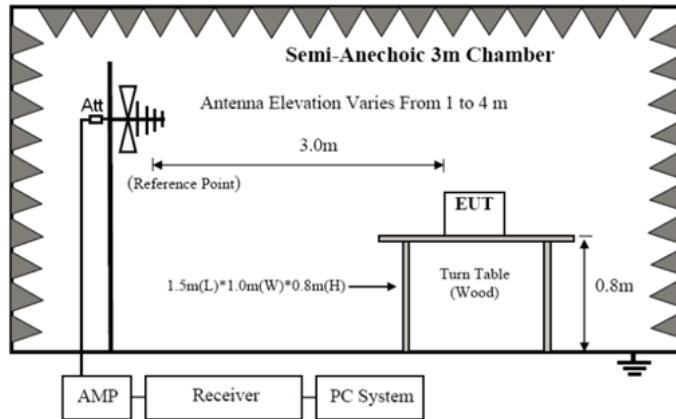 Semi-Anechoic 3m Chamber
Att
Antenna Elevation Varies From 1 to 4 m
3.0m
(Reference Point)
EUT
1.5m(L)*1.0m(W)*0.8m(H)
Turn Table
(Wood)
0.8m
AMP
Receiver
PC System